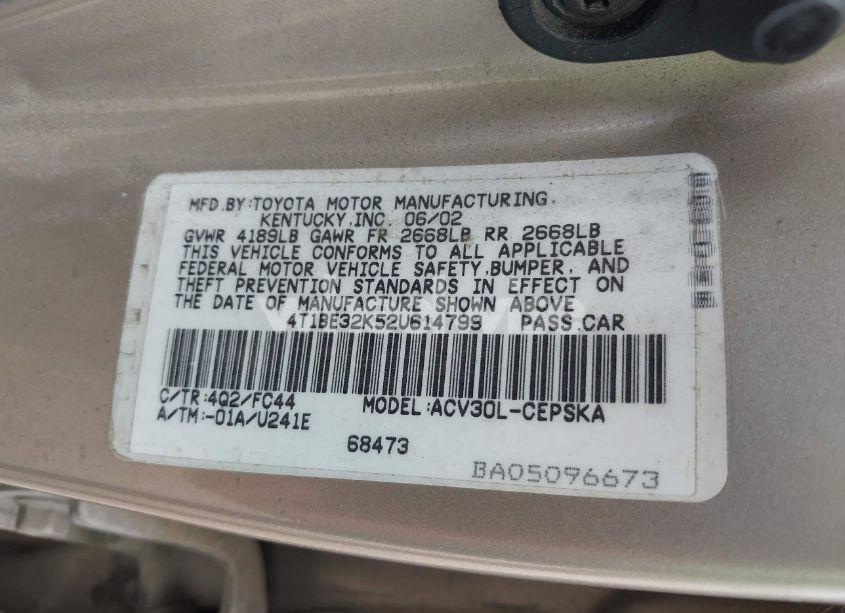 MFD.BY:TOYOTA MOTOR MANUFACTURING,
KENTUCKY,INC. 06/02
GVWR 4189LB GAWR FR 2668LB RR 2668LB
THIS VEHICLE CONFORMS TO ALL APPLICABLE
FEDERAL MOTOR VEHICLE SAFETY,BUMPER, AND
THEFT PREVENTION STANDARDS IN EFFECT ON
THE DATE OF MANUFACTURE SHOWN ABOVE
4T1BE32K52U614799 PASS.CAR
C/TR:4Q2/FC44 MODEL:ACV30L-CEPSKA
A/TM:-01A/U241E
68473
BA05096673